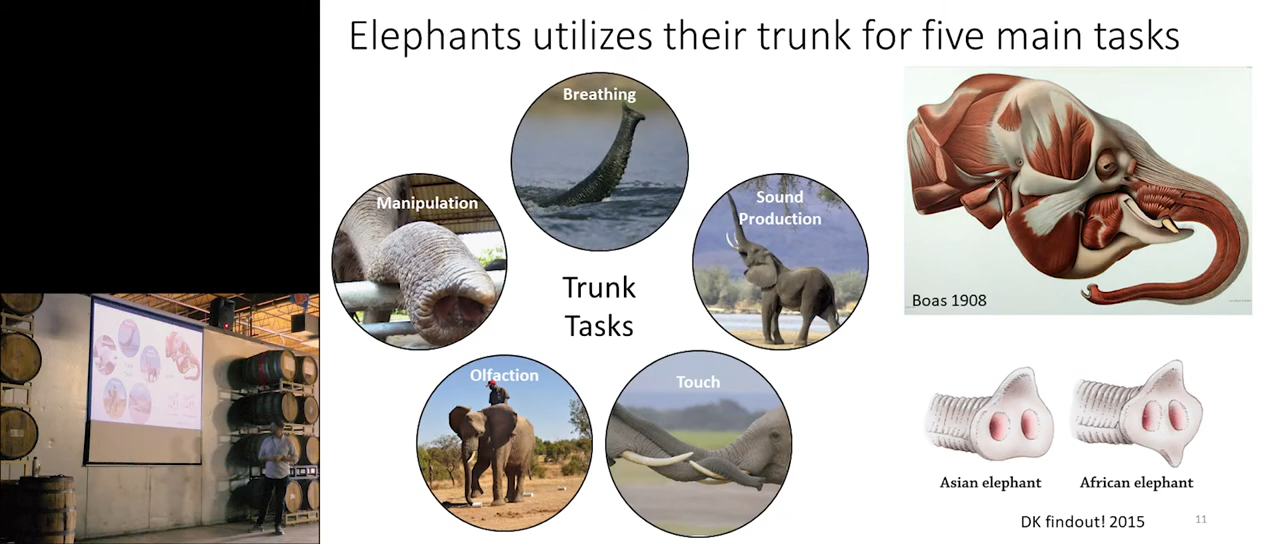 Elephants utilizes their trunk for five main tasks
Breathing
Manipulation
Sound
Production
Trunk
Tasks
Olfaction
Touch
Boas 1908
Asian elephant
African elephant
DK findout! 2015
11